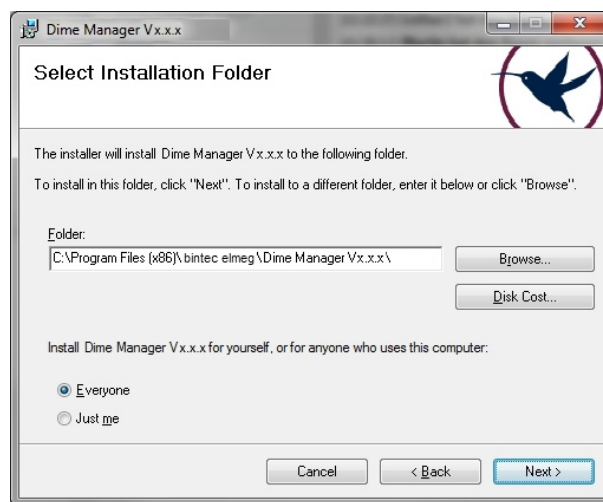 Dime Manager Vx.x.x
Select Installation Folder
The installer will install Dime Manager Vx.x.x to the following folder.
To install in this folder, click "Next". To install to a different folder, enter it below or click "Browse".
Folder:
C:\Program Files (x86)\ bintec elmeg\Dime Manager Vx.x.x\
Browse...
Disk Cost...
Install Dime Manager Vx.x.x for yourself, or for anyone who uses this computer:
Everyone
Just me
Cancel
< Back
Next >